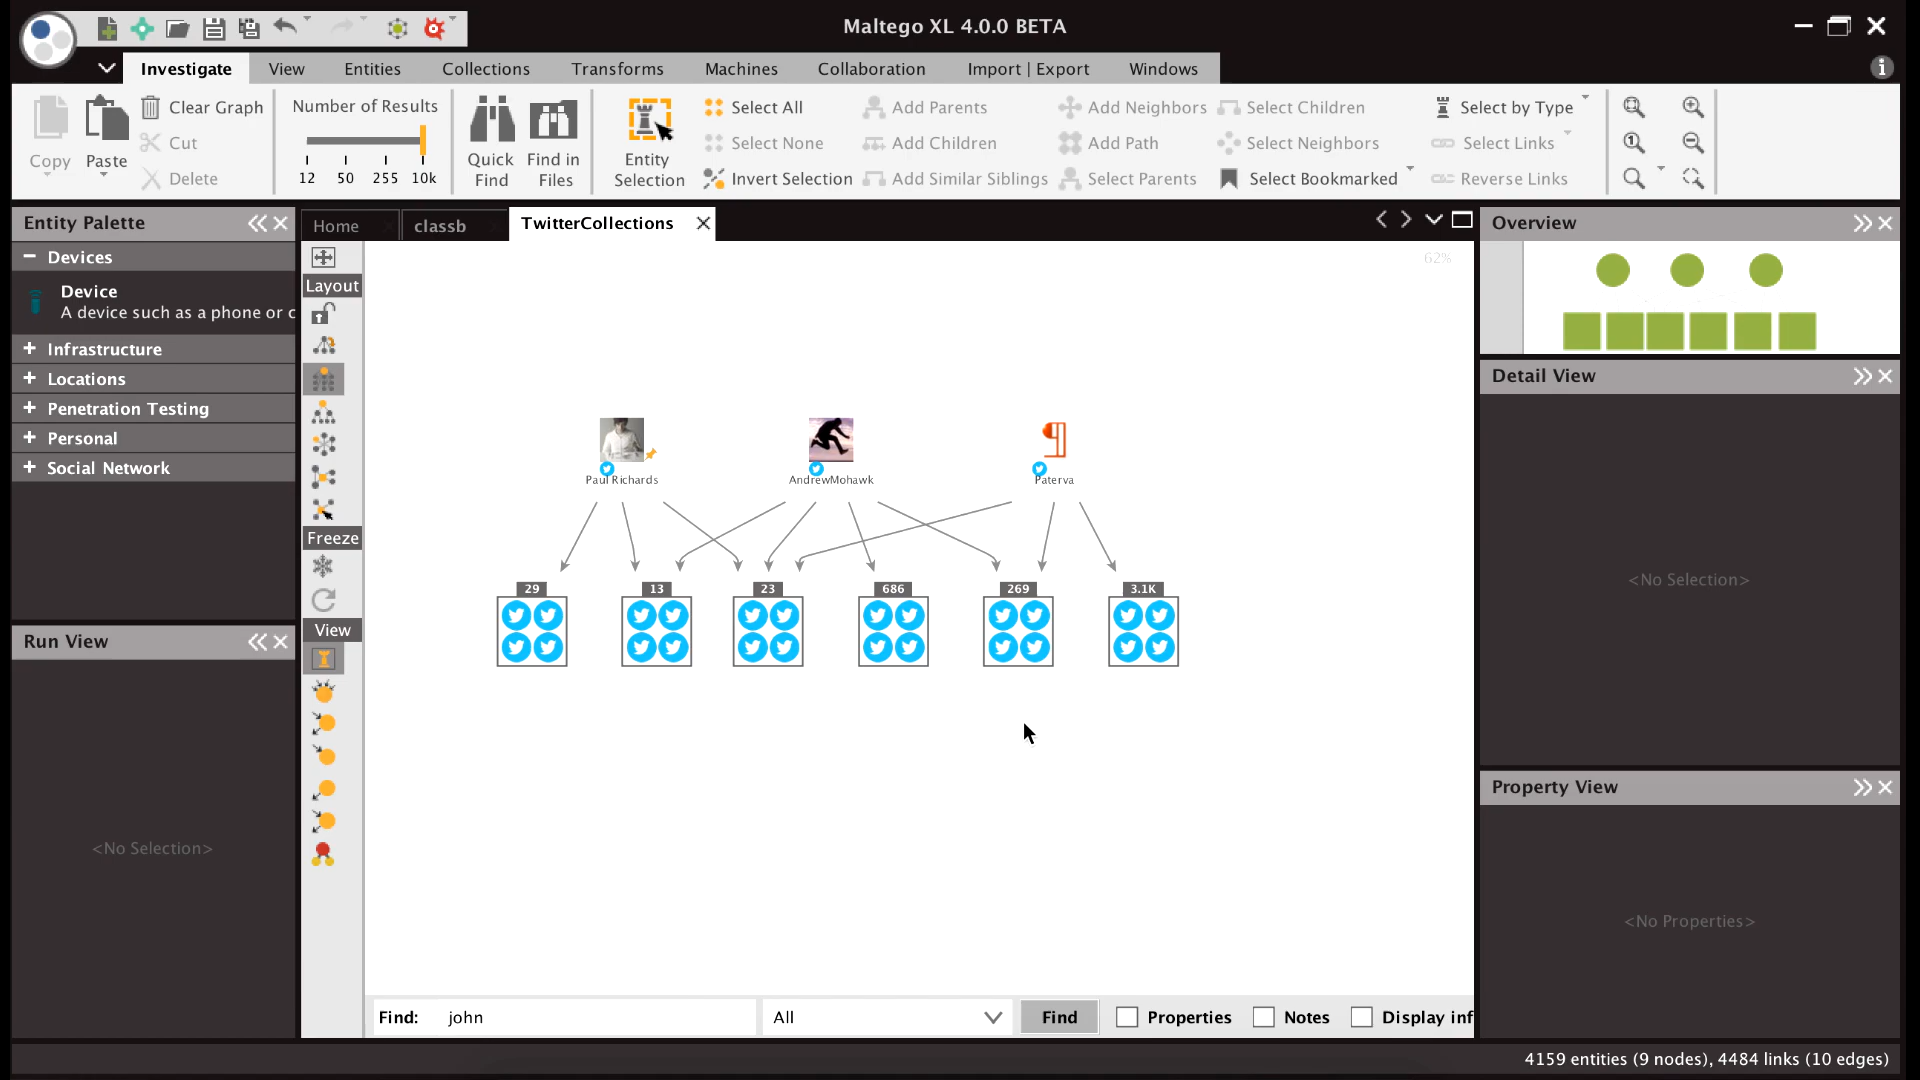 Maltego XL 4.0.0 BETA
Investigate View Entities Collections Transforms Machines Collaboration Import | Export Windows
Copy
Paste
Clear Graph
Cut
Delete
Number of Results
12 50 255 10k
Quick Find
Find in Files
Entity Selection
Select All
Select None
Invert Selection
Add Parents
Add Children
Add Similar Siblings
Add Neighbors
Add Path
Select Parents
Select Children
Select Neighbors
Select Bookmarked
Select by Type
Select Links
Reverse Links
Entity Palette
Devices
Device
A device such as a phone or c
Infrastructure
Locations
Penetration Testing
Personal
Social Network
Run View
<No Selection>
Home classb TwitterCollections
Layout
Freeze
View
62%
Paul Richards AndrewMohawk Paterva
29 13 23 686 269 3.1K
Find: john All Find Properties Notes Display inf
Overview
Detail View
<No Selection>
Property View
<No Properties>
4159 entities (9 nodes), 4484 links (10 edges)